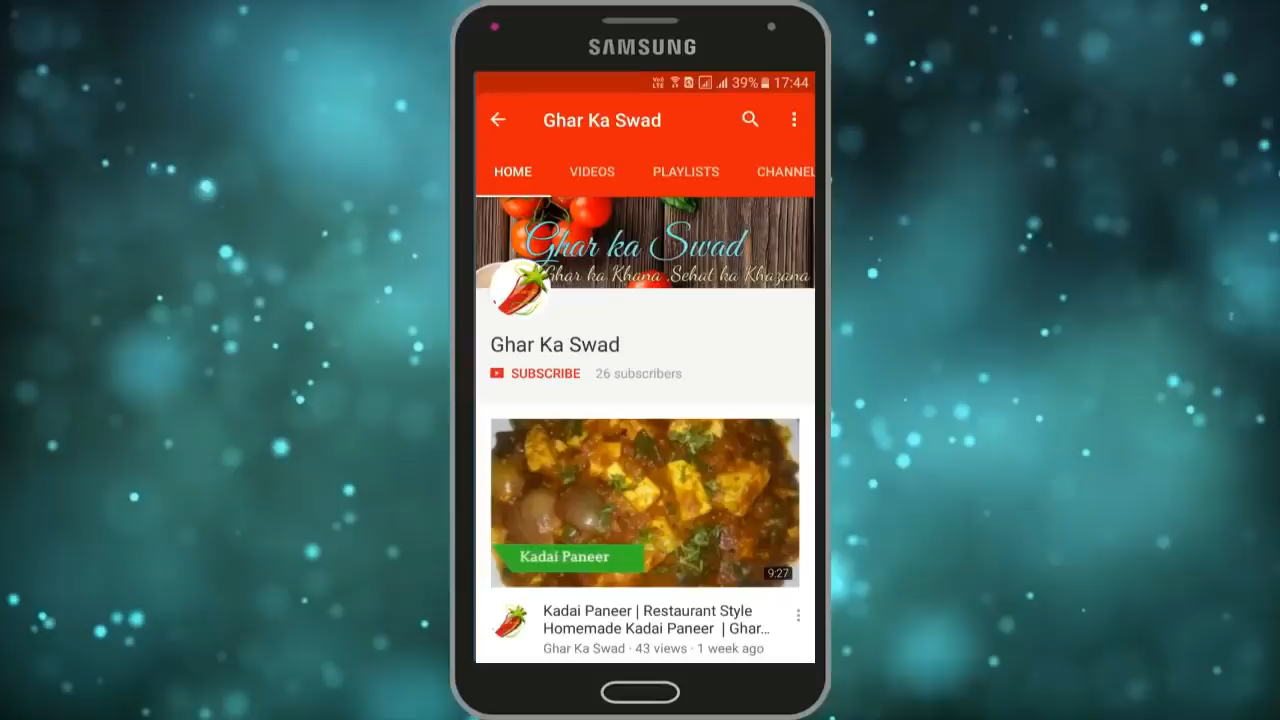 SAMSUNG
39% 17:44
Ghar Ka Swad
HOME VIDEOS PLAYLISTS CHANNEL
Ghar ka Swad
Ghar ka Khana Sehat ka Khazana
Ghar Ka Swad
SUBSCRIBE 26 subscribers
Kadai Paneer
9:27
Kadai Paneer | Restaurant Style
Homemade Kadai Paneer | Ghar...
Ghar Ka Swad · 43 views · 1 week ago